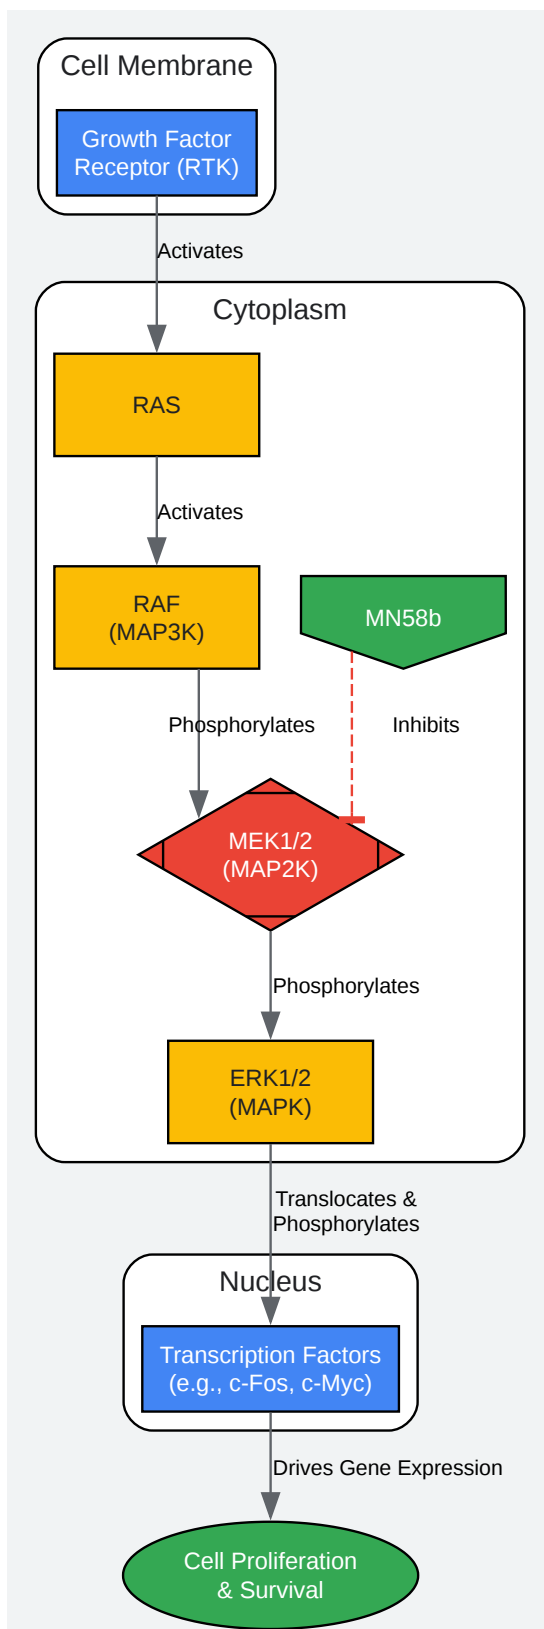 Cell Membrane
Growth Factor
Receptor (RTK)
Activates
Cytoplasm
RAS
Activates
RAF
(MAP3K)
MN58b
Phosphorylates
Inhibits
MEK1/2
(MAP2K)
Phosphorylates
ERK1/2
(MAPK)
Translocates &
Phosphorylates
Nucleus
Transcription Factors
(e.g., c-Fos, c-Myc)
Drives Gene Expression
Cell Proliferation
& Survival